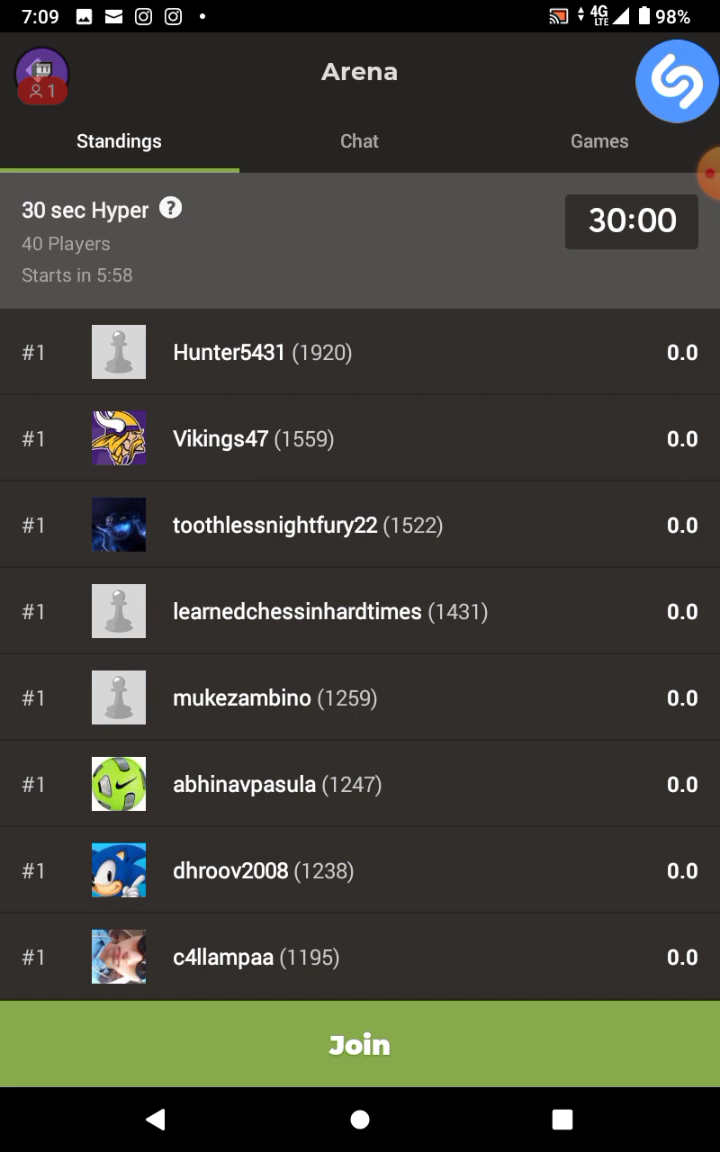 7:09
4G
LTE
98%
1
Arena
Standings
Chat
Games
30 sec Hyper ?
30:00
40 Players
Starts in 5:58
#1 Hunter5431 (1920) 0.0
#1 Vikings47 (1559) 0.0
#1 toothlessnightfury22 (1522) 0.0
#1 learnedchessinhardtimes (1431) 0.0
#1 mukezambino (1259) 0.0
#1 abhinavpasula (1247) 0.0
#1 dhroov2008 (1238) 0.0
#1 c4llampaa (1195) 0.0
Join